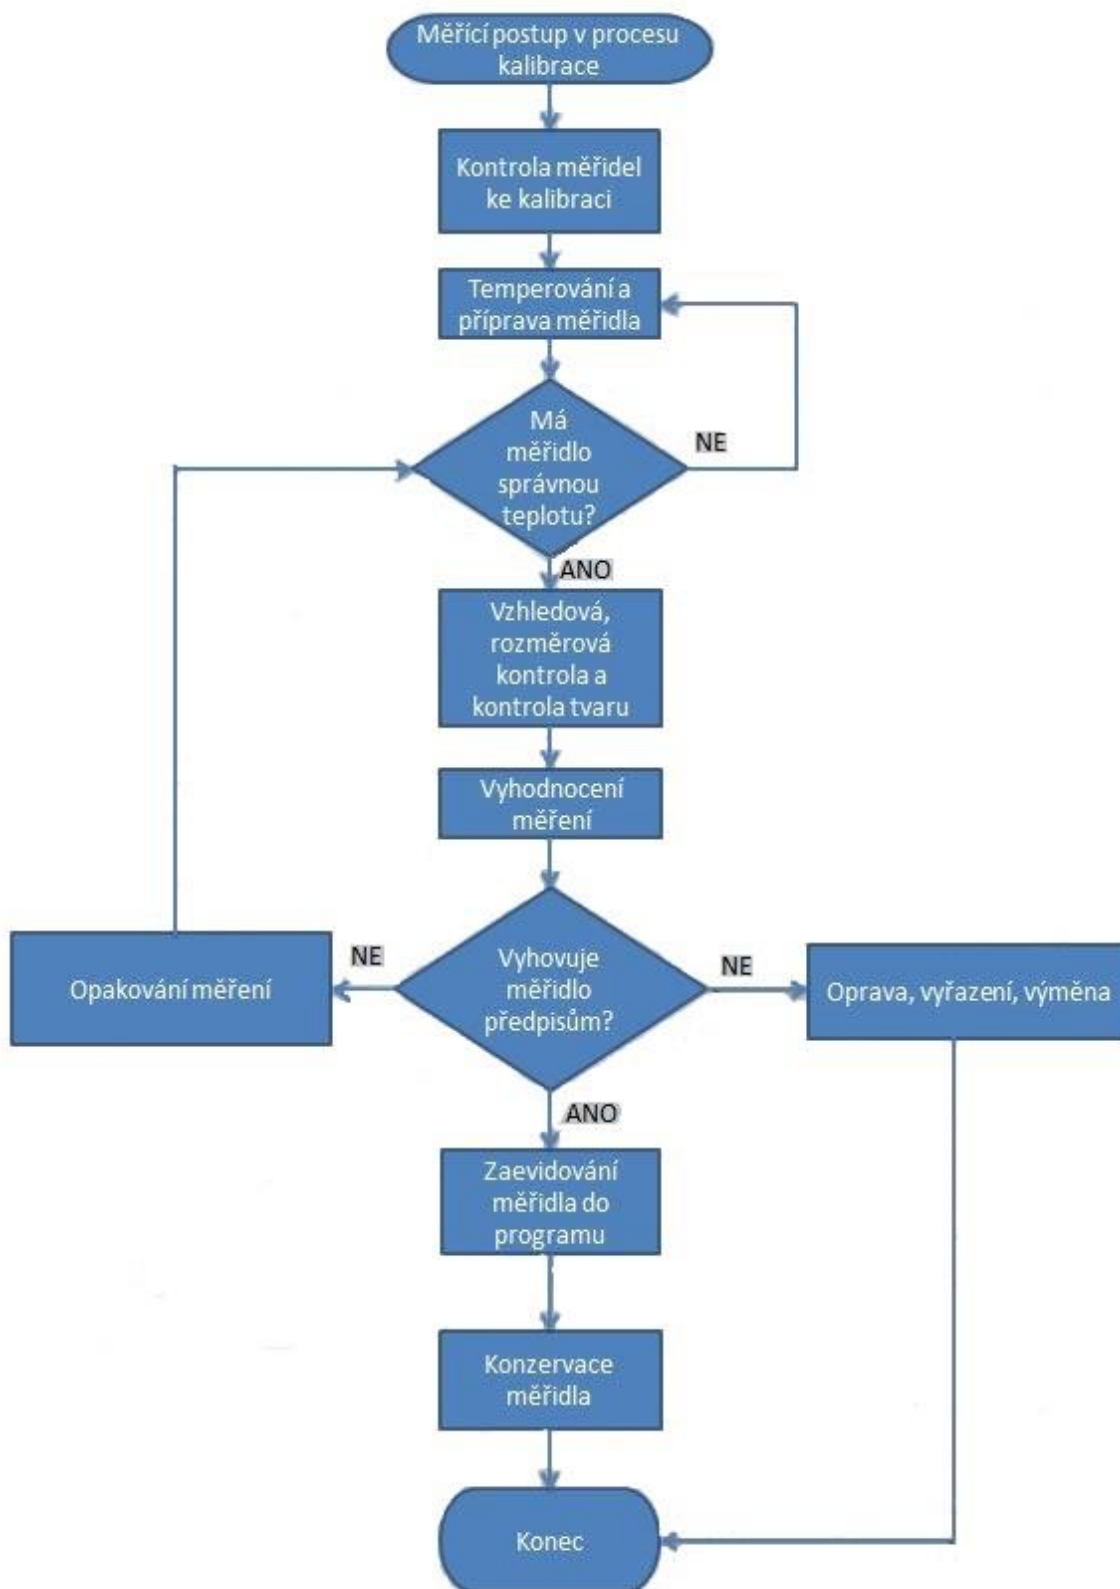 Měřící postup v procesu
kalibrace
Kontrola měřidel
ke kalibraci
Temperování a
příprava měřidla
Má
měřidlo
správnou
teplotu?
NE
ANO
Vzhledová,
rozměrová
kontrola a
kontrola tvaru
Vyhodnocení
měření
Vyhovuje
měřidlo
předpisům?
NE
Opakování měření
NE
Oprava, vyřazení, výměna
ANO
Zaevidování
měřidla do
programu
Konzervace
měřidla
Konec